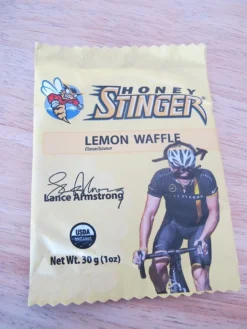 HONEY
STINGER
LEMON WAFFLE
Lance Armstrong
USDA
ORGANIC
Net Wt. 30 g (1oz)